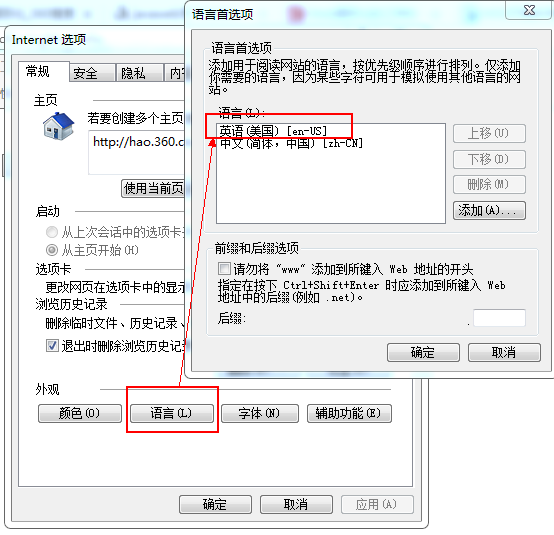 语言首选项
Internet 选项
常规
安全
隐私
主页
若要创建多个主页
http://hao.360.c
使用当前页
启动
从上次会话中的选项卡
从主页开始(H)
选项卡
更改网页在选项卡中的显示
浏览历史记录
删除临时文件、历史记录、
退出时删除浏览历史记录
外观
颜色(O)
语言(L)
字体(N)
辅助功能(E)
确定
取消
应用(A)
语言首选项
添加用于阅读网站的语言，按优先级顺序进行排列。仅添加
你需要的语言，因为某些字符可用于模拟使用其他语言的网
站。
语言(L):
英语(美国) [en-US]
中文(简体，中国) [zh-CN]
上移(U)
下移(D)
删除(M)
添加(A)...
前缀和后缀选项
请勿将 "www" 添加到所键入 Web 地址的开头
指定在按下 Ctrl+Shift+Enter 时应添加到所键入 Web
地址中的后缀(例如 .net)。
后缀:
.
确定
取消